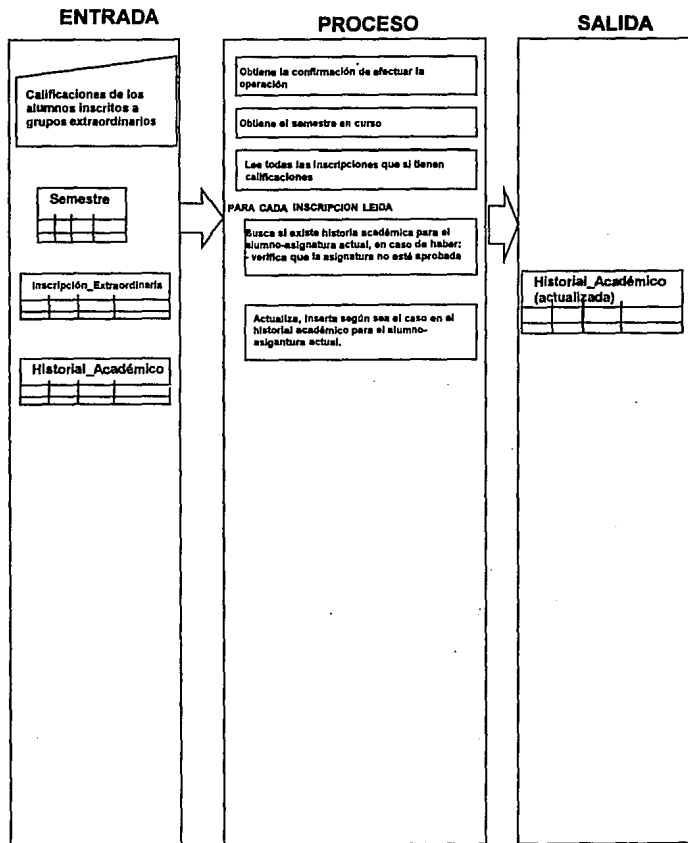 ENTRADA
PROCESO
SALIDA
Calificaciones de los
alumnos inscritos a
grupos extraordinarios
Semestre
Inscripción_Extraordinaria
Historial_Académico
Obtiene la confirmación de efectuar la
operación
Obtiene el semestre en curso
Lee todas las inscripciones que si tienen
calificaciones
PARA CADA INSCRIPCION LEIDA
Busca si existe historia académica para el
alumno-asignatura actual, en caso de haber:
- verifica que la asignatura no esté aprobada
Actualiza, inserta según sea el caso en el
historial académico para el alumno-
asigantura actual.
Historial_Académico
(actualizada)